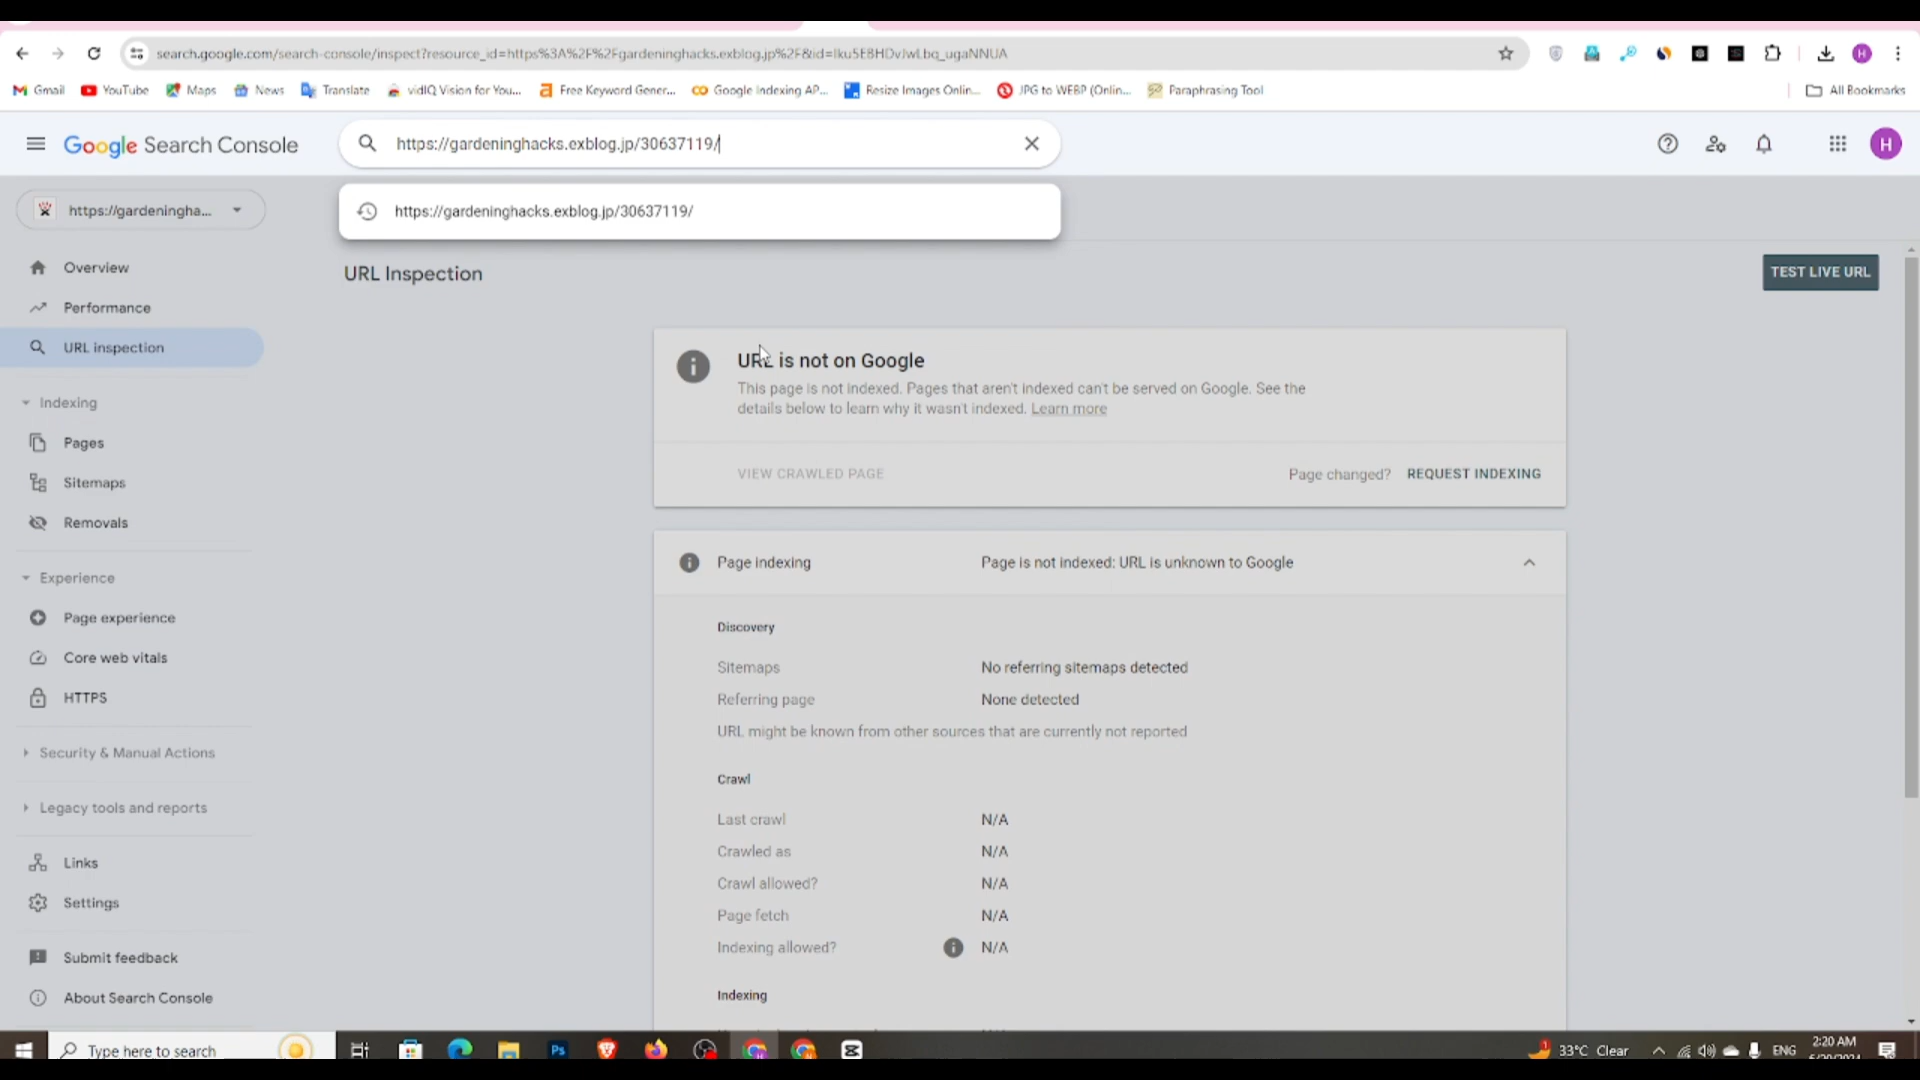 search.google.com/search-console/inspect?resource_id=https%3A%2F%2Fgardeninghacks.exblog.jp%2F&id=Iku5E8HDvJwLbq_ugaNNUA
H
Gmail YouTube Maps News Translate vidIQ Vision for You... Free Keyword Gener... Google Indexing AP... Resize Images Onlin... JPG to WEBP (Onlin... Paraphrasing Tool All Bookmarks
Google Search Console
https://gardeninghacks.exblog.jp/30637119/
H
https://gardeningha...
https://gardeninghacks.exblog.jp/30637119/
Overview
Performance
URL inspection
Indexing
Pages
Sitemaps
Removals
Experience
Page experience
Core web vitals
HTTPS
Security & Manual Actions
Legacy tools and reports
Links
Settings
Submit feedback
About Search Console
URL Inspection
TEST LIVE URL
URL is not on Google
This page is not indexed. Pages that aren't indexed can't be served on Google. See the
details below to learn why it wasn't indexed. Learn more
VIEW CRAWLED PAGE
Page changed? REQUEST INDEXING
Page indexing Page is not indexed: URL is unknown to Google
Discovery
Sitemaps No referring sitemaps detected
Referring page None detected
URL might be known from other sources that are currently not reported
Crawl
Last crawl N/A
Crawled as N/A
Crawl allowed? N/A
Page fetch N/A
Indexing allowed? N/A
Indexing
Type here to search
Ps
33°C Clear
ENG
2:20 AM